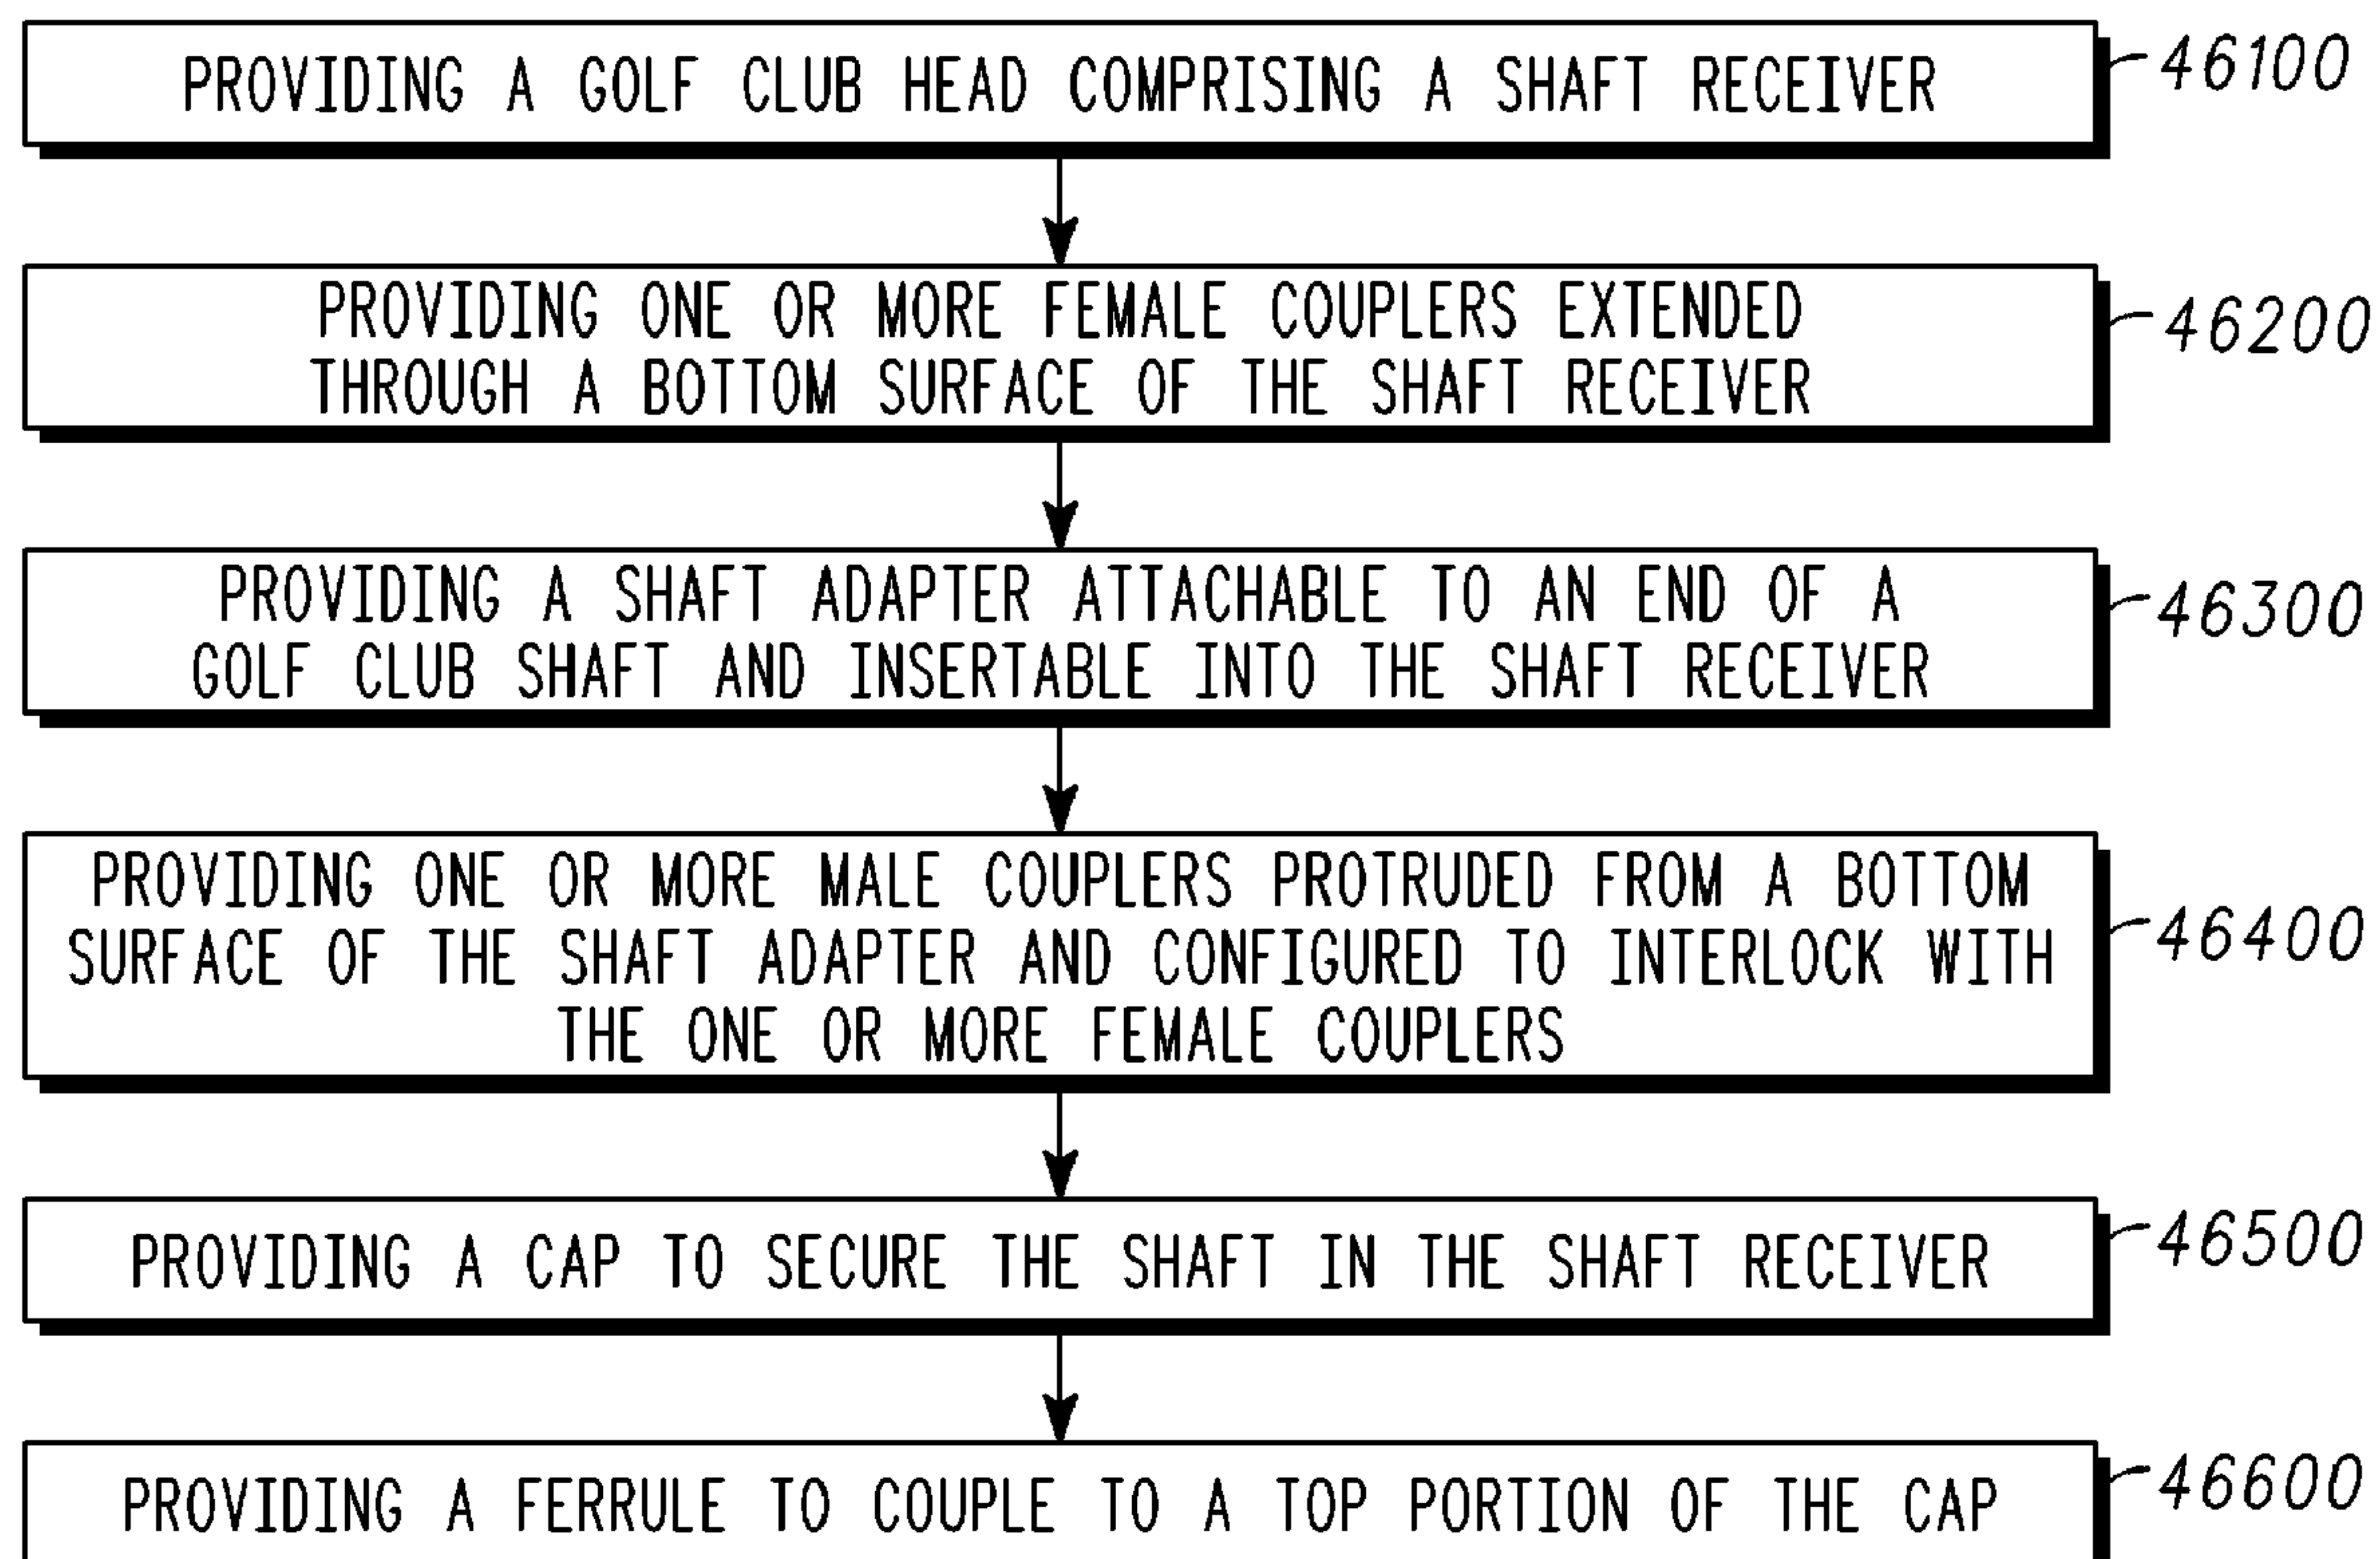 PROVIDING A GOLF CLUB HEAD COMPRISING A SHAFT RECEIVER
46100
PROVIDING ONE OR MORE FEMALE COUPLERS EXTENDED
THROUGH A BOTTOM SURFACE OF THE SHAFT RECEIVER
46200
PROVIDING A SHAFT ADAPTER ATTACHABLE TO AN END OF A
GOLF CLUB SHAFT AND INSERTABLE INTO THE SHAFT RECEIVER
46300
PROVIDING ONE OR MORE MALE COUPLERS PROTRUDED FROM A BOTTOM
SURFACE OF THE SHAFT ADAPTER AND CONFIGURED TO INTERLOCK WITH
THE ONE OR MORE FEMALE COUPLERS
46400
PROVIDING A CAP TO SECURE THE SHAFT IN THE SHAFT RECEIVER
46500
PROVIDING A FERRULE TO COUPLE TO A TOP PORTION OF THE CAP
46600